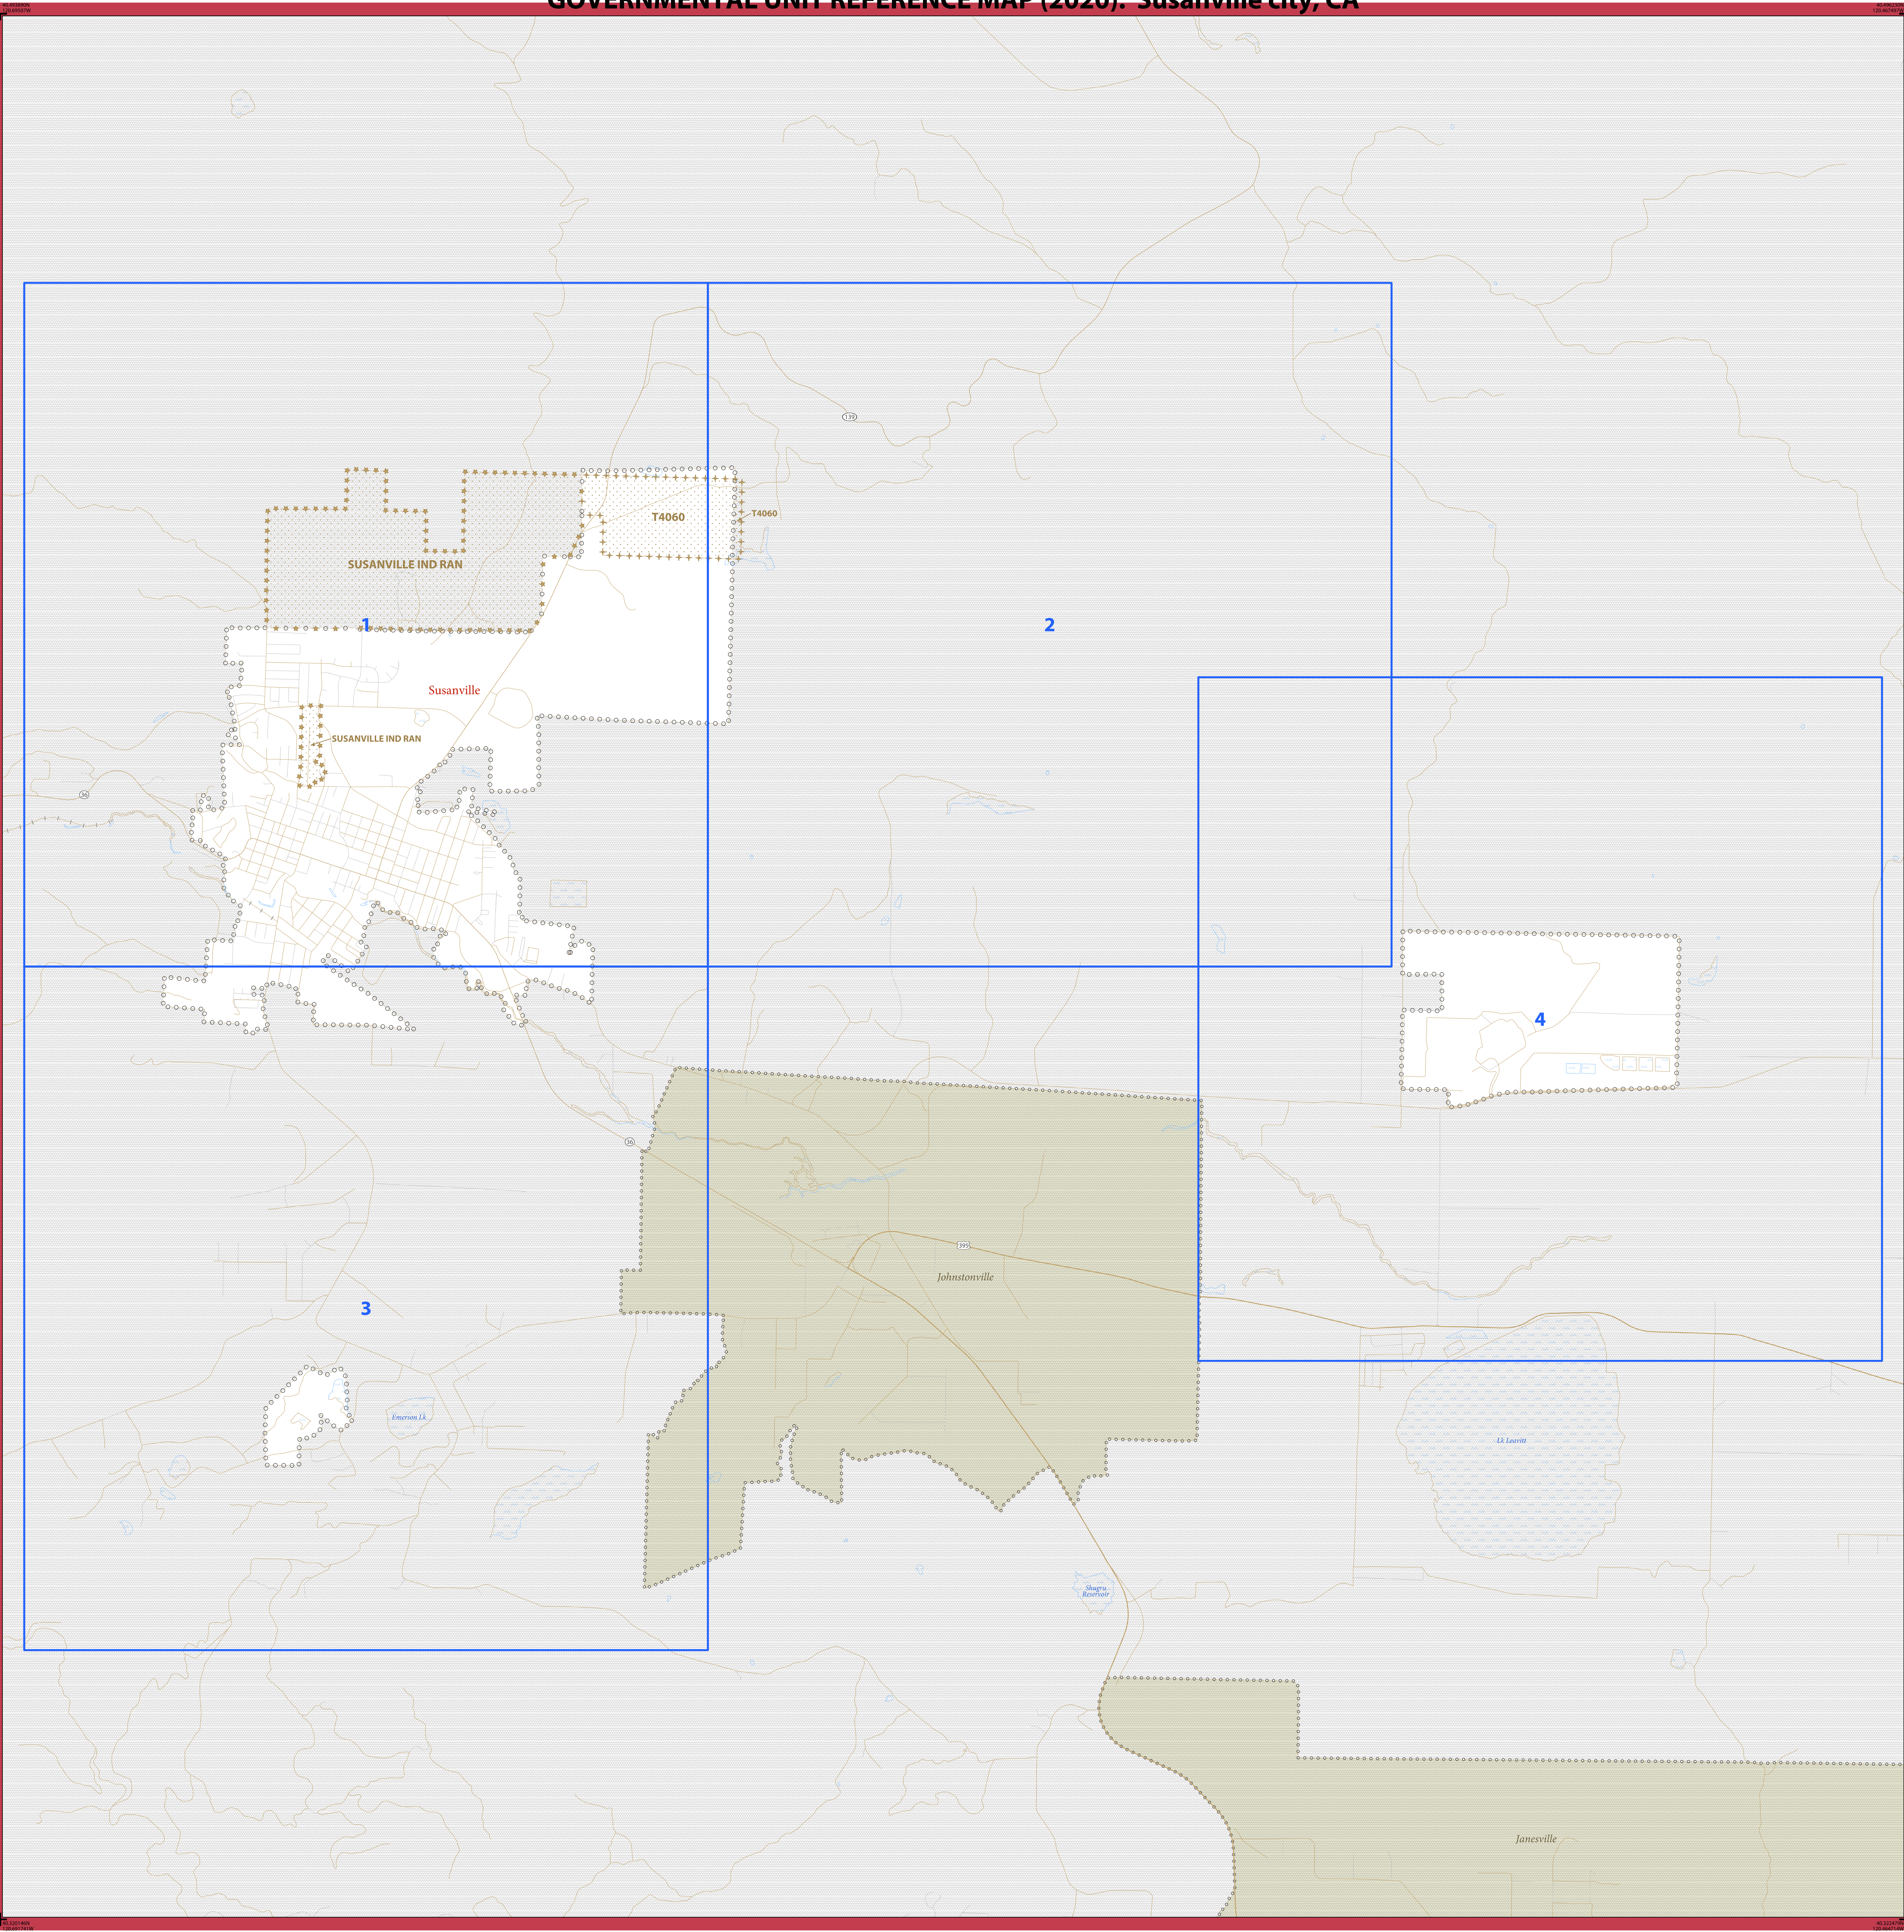 GOVERNMENTAL UNIT REFERENCE MAP (2020): Susanville city, CA
139
T4060
T4060
SUSANVILLE IND RAN
1
2
Susanville
SUSANVILLE IND RAN
36
4
36
395
Johnstonville
3
Emerson Lk
Lk Leavitt
Shugru
Reservoir
Janesville